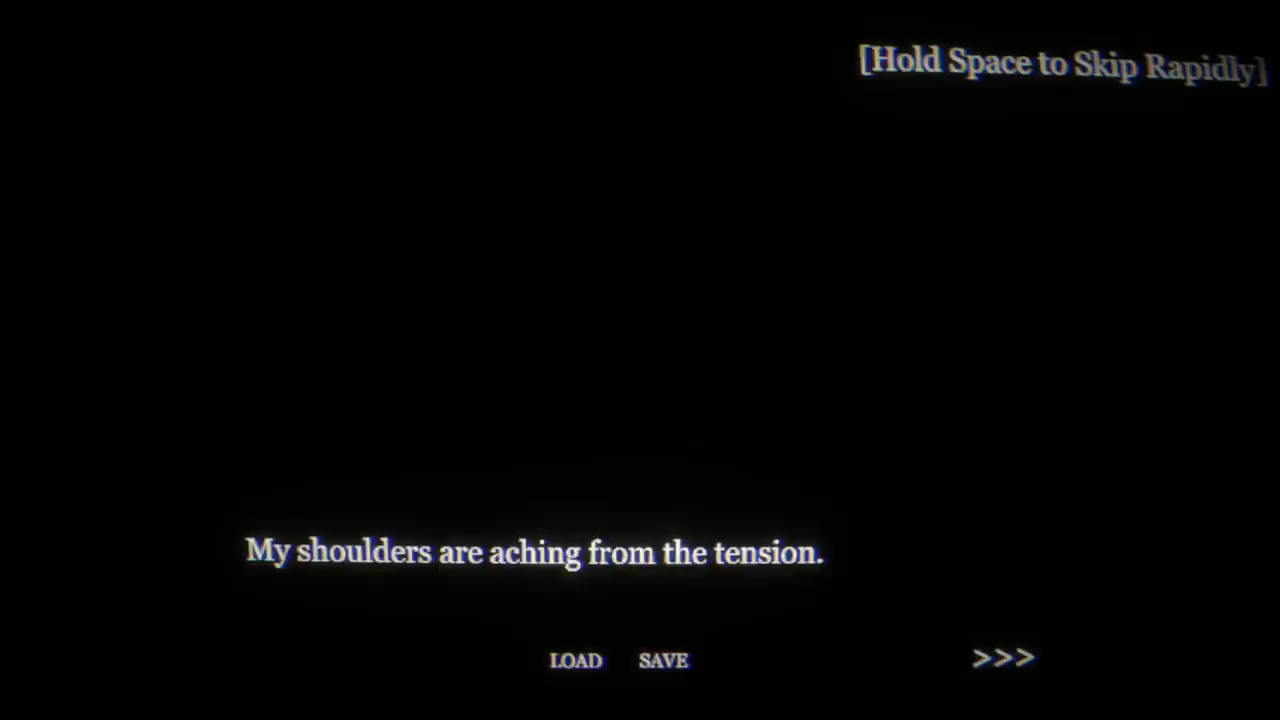 [Hold Space to Skip Rapidly]
My shoulders are aching from the tension.
LOAD SAVE >>>